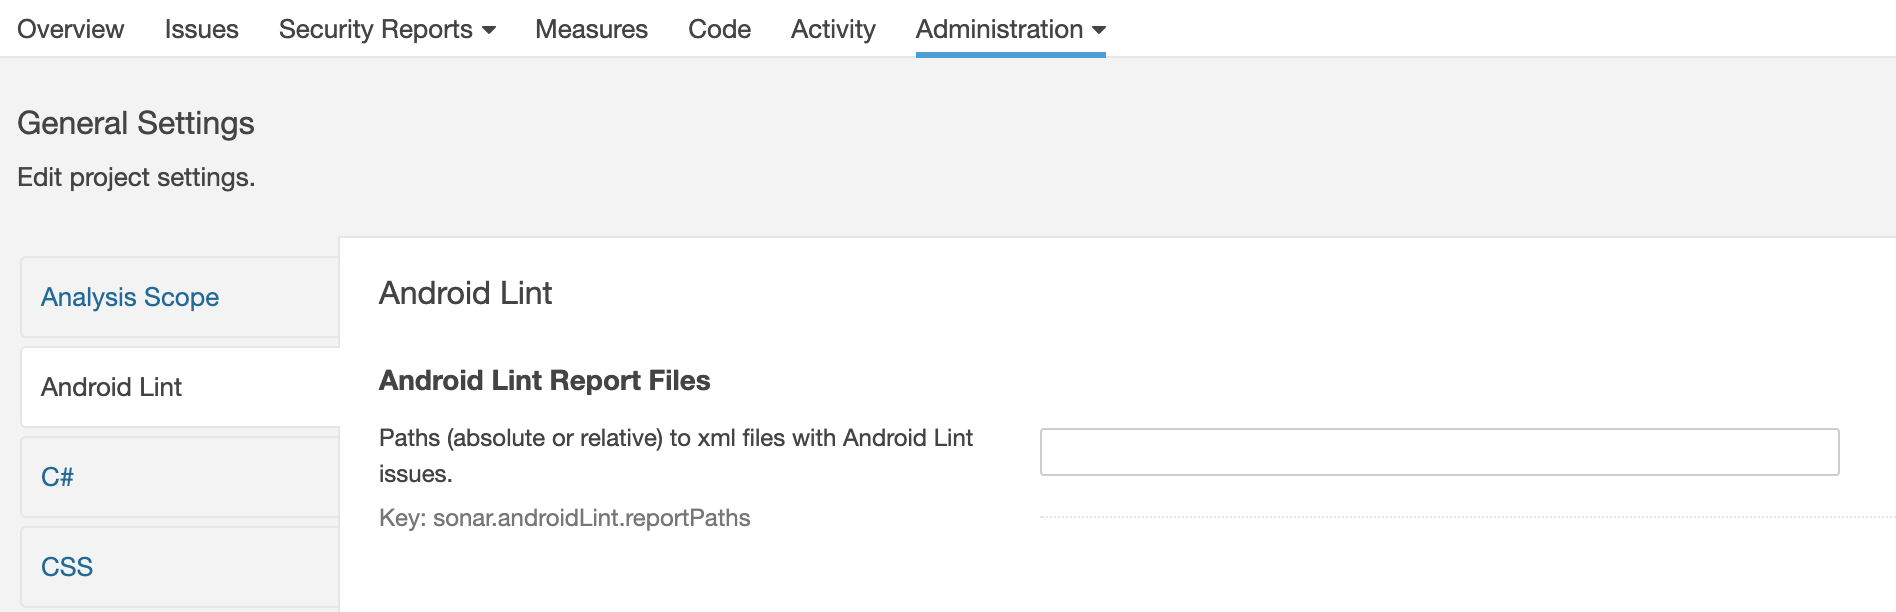 Overview Issues Security Reports Measures Code Activity Administration
General Settings
Edit project settings.
Analysis Scope
Android Lint
C#
CSS
Android Lint
Android Lint Report Files
Paths (absolute or relative) to xml files with Android Lint
issues.
Key: sonar.androidLint.reportPaths